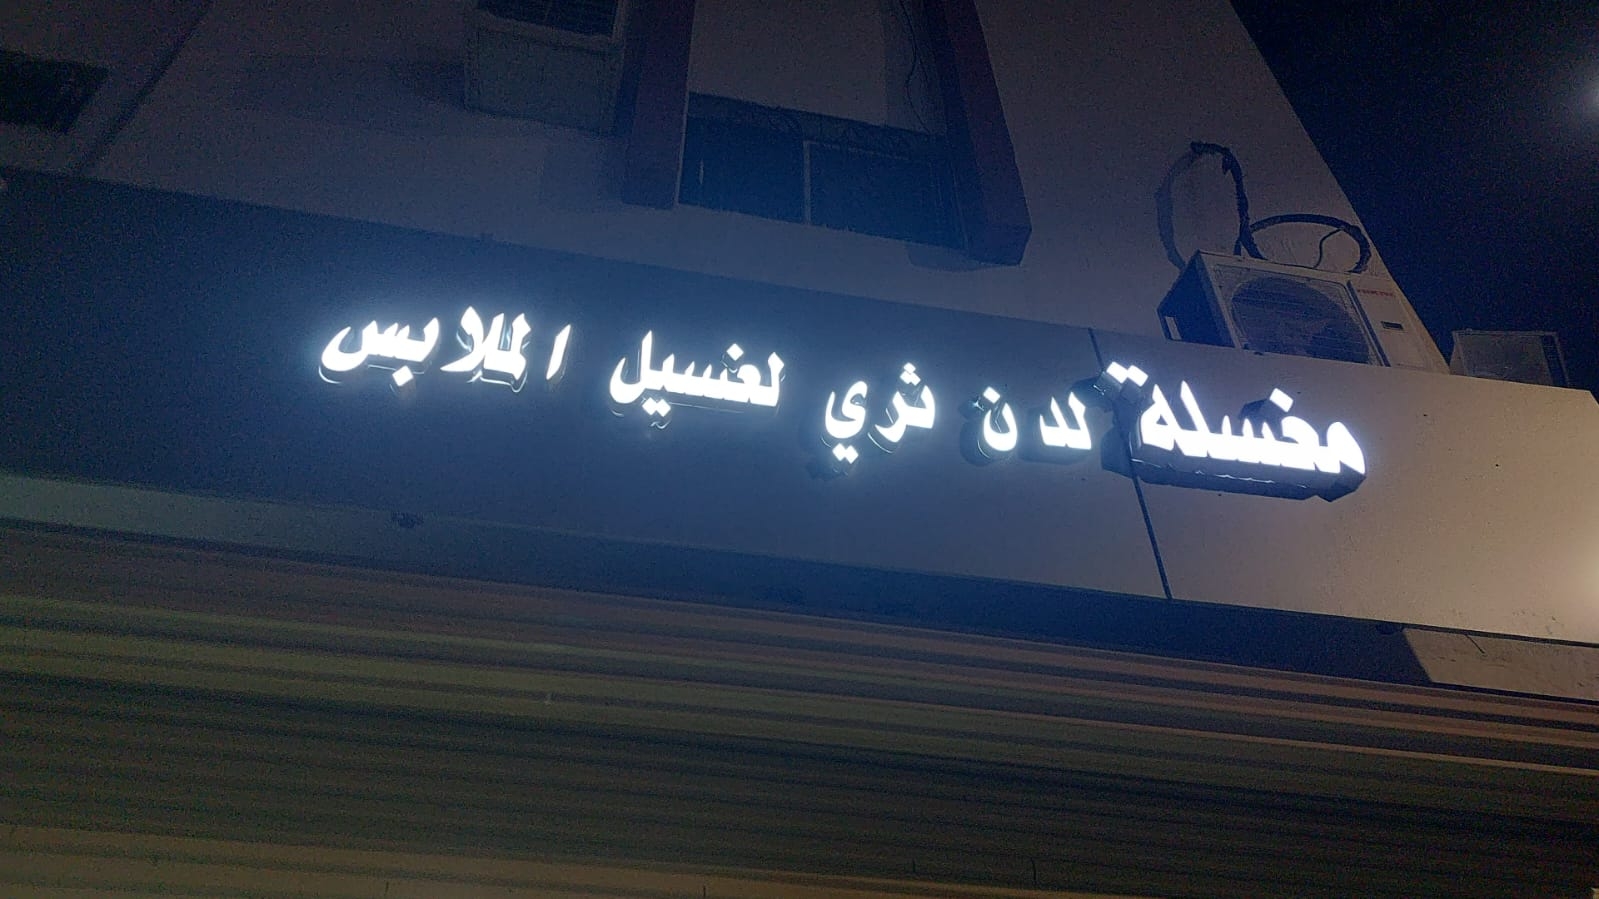 مغسلة لدن ثري لغسيل الملابس